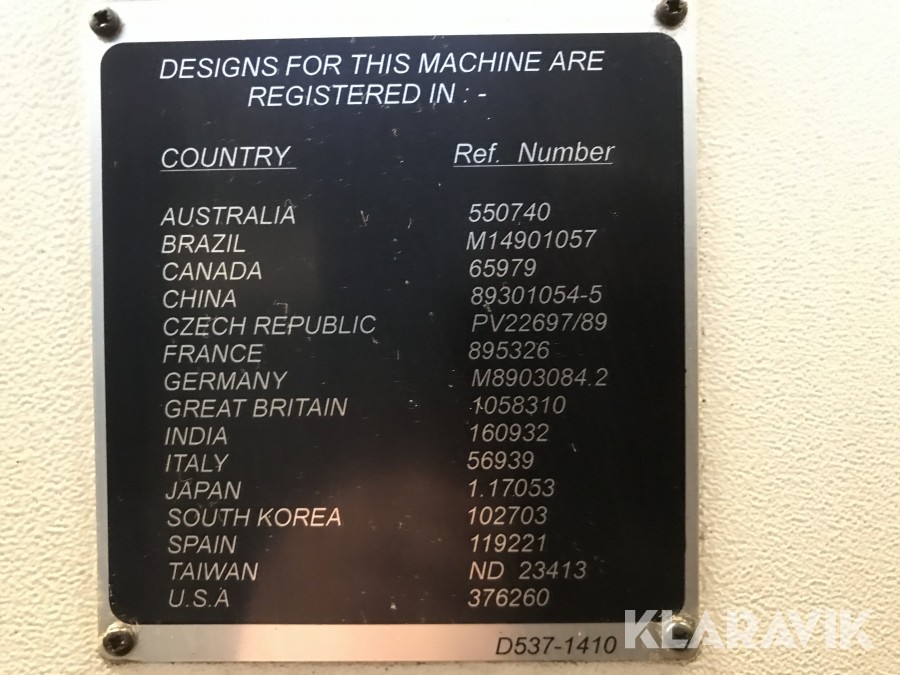 DESIGNS FOR THIS MACHINE ARE
REGISTERED IN : -
COUNTRY Ref. Number
AUSTRALIA 550740
BRAZIL M14901057
CANADA 65979
CHINA 89301054-5
CZECH REPUBLIC PV22697/89
FRANCE 895326
GERMANY M8903084.2
GREAT BRITAIN 1058310
INDIA 160932
ITALY 56939
JAPAN 1.17053
SOUTH KOREA 102703
SPAIN 119221
TAIWAN ND 23413
U.S.A 376260
D537-1410
KLARAVIK
KLARAVIK